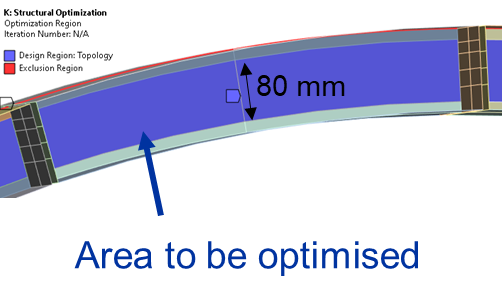 K: Structural Optimization
Optimization Region
Iteration Number: N/A
Design Region: Topology
Exclusion Region
80 mm
Area to be optimised